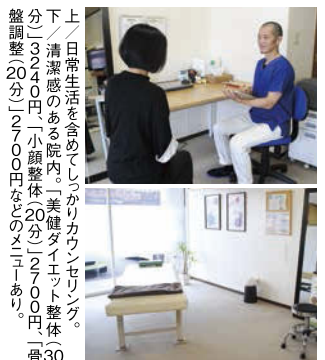 上／日常生活を含めてしっかりカウンセリング。
下／清潔感のある院内。「美健ダイエット整体（30
分）」3240円、「小顔整体（20分）」2700円、「骨
盤調整（20分）」2700円などのメニューあり。